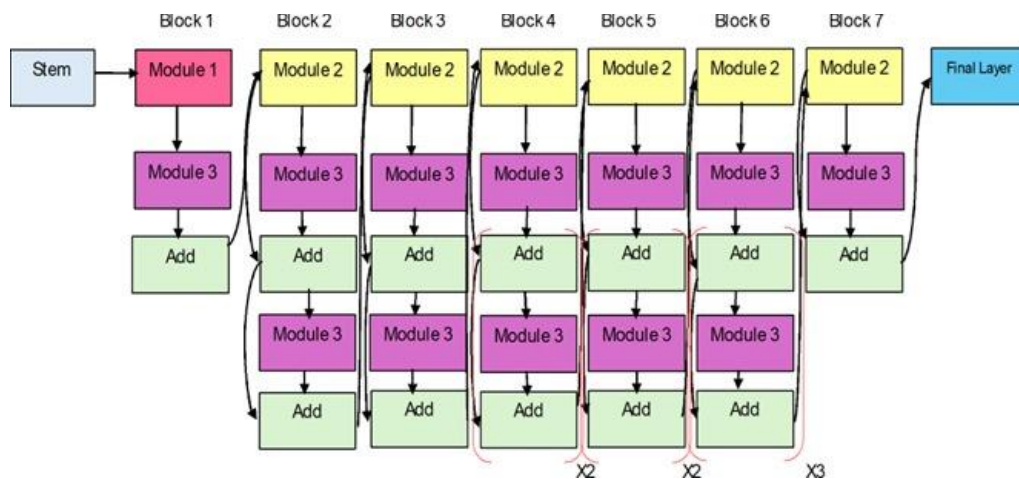 Block 1 Block 2 Block 3 Block 4 Block 5 Block 6 Block 7
Stem Module 1 Module 2 Module 2 Module 2 Module 2 Module 2 Module 2 Final Layer
Module 3 Module 3 Module 3 Module 3 Module 3 Module 3 Module 3
Add Add Add Add Add Add Add
Module 3 Module 3 Module 3 Module 3 Module 3
Add Add Add Add Add
X2 X2 X3